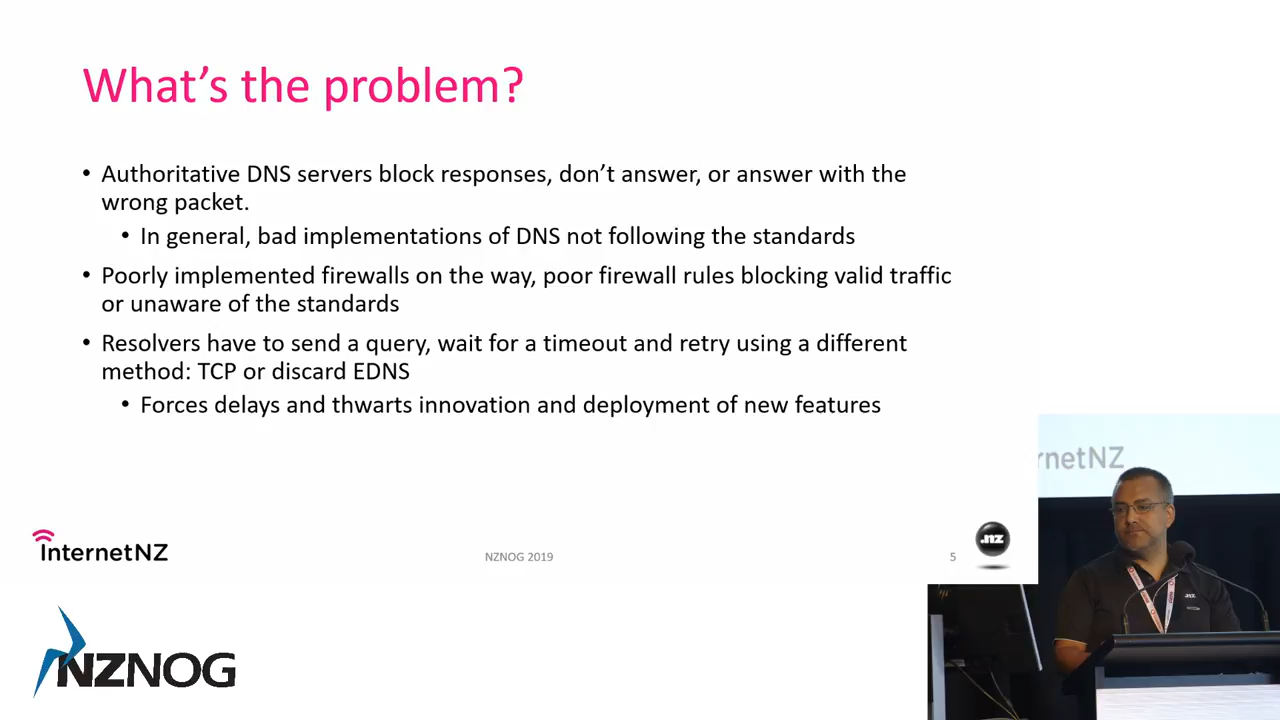 What's the problem?
• Authoritative DNS servers block responses, don't answer, or answer with the
wrong packet.
• In general, bad implementations of DNS not following the standards
• Poorly implemented firewalls on the way, poor firewall rules blocking valid traffic
or unaware of the standards
• Resolvers have to send a query, wait for a timeout and retry using a different
method: TCP or discard EDNS
• Forces delays and thwarts innovation and deployment of new features
rnetNZ
InternetNZ
NZNOG 2019
5
.nz
.nz
NZNOG